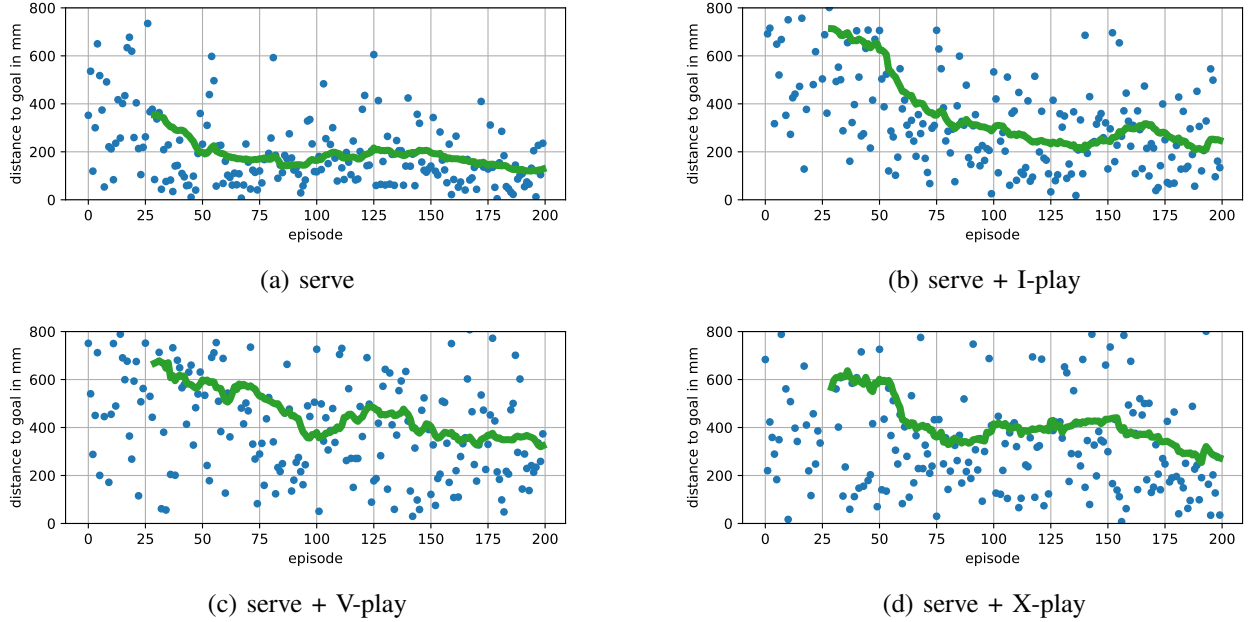 800
600
400
200
0
distance to goal in mm
0 25 50 75 100 125 150 175 200
episode
(a) serve
800
600
400
200
0
distance to goal in mm
0 25 50 75 100 125 150 175 200
episode
(b) serve + I-play
800
600
400
200
0
distance to goal in mm
0 25 50 75 100 125 150 175 200
episode
(c) serve + V-play
800
600
400
200
0
distance to goal in mm
0 25 50 75 100 125 150 175 200
episode
(d) serve + X-play